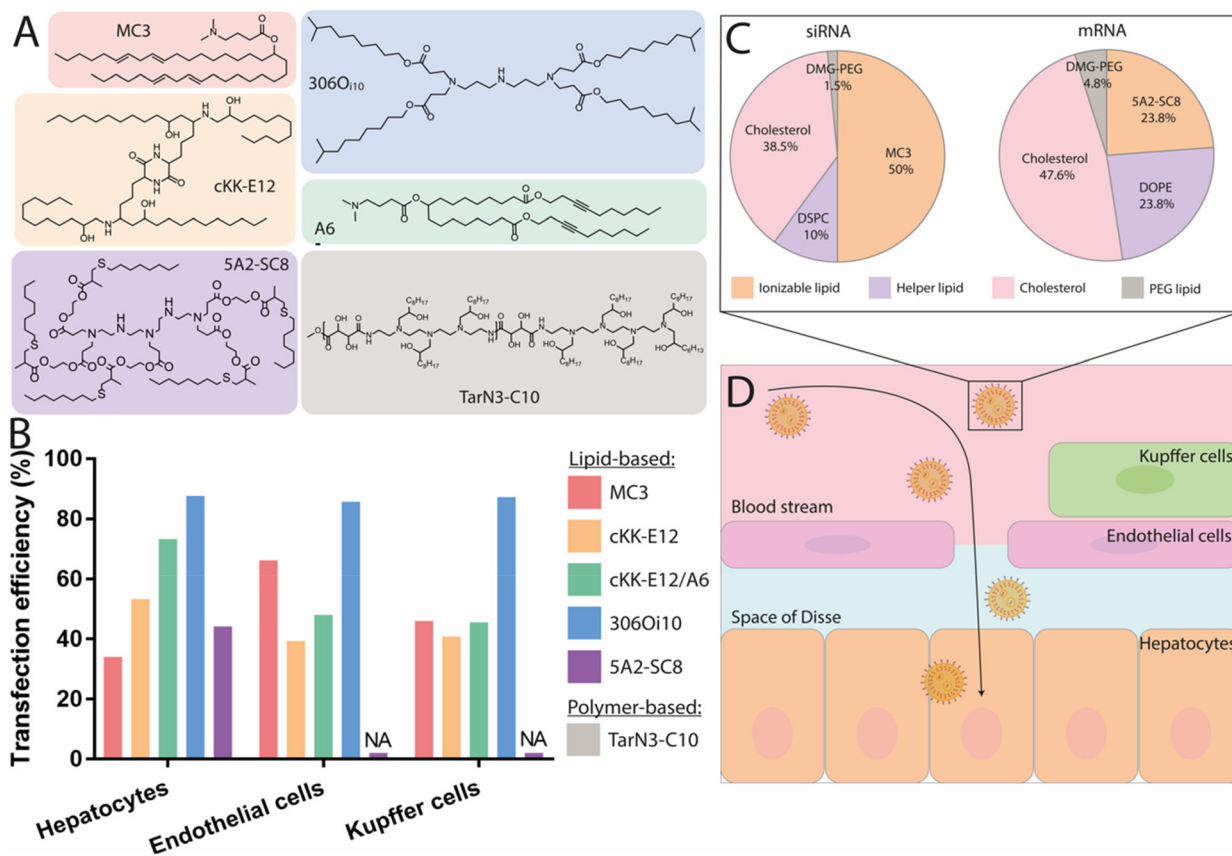 A
MC3
306O_i10
cKK-E12
A6
5A2-SC8
TarN3-C10
B
Transfection efficiency (%)
100
80
60
40
20
0
NA
NA
Hepatocytes
Endothelial cells
Kupffer cells
Lipid-based:
MC3
cKK-E12
cKK-E12/A6
306Oi10
5A2-SC8
Polymer-based:
TarN3-C10
C
siRNA
DMG-PEG
1.5%
Cholesterol
38.5%
MC3
50%
DSPC
10%
mRNA
DMG-PEG
4.8%
5A2-SC8
23.8%
Cholesterol
47.6%
DOPE
23.8%
Ionizable lipid
Helper lipid
Cholesterol
PEG lipid
D
Kupffer cells
Blood stream
Endothelial cells
Space of Disse
Hepatocytes